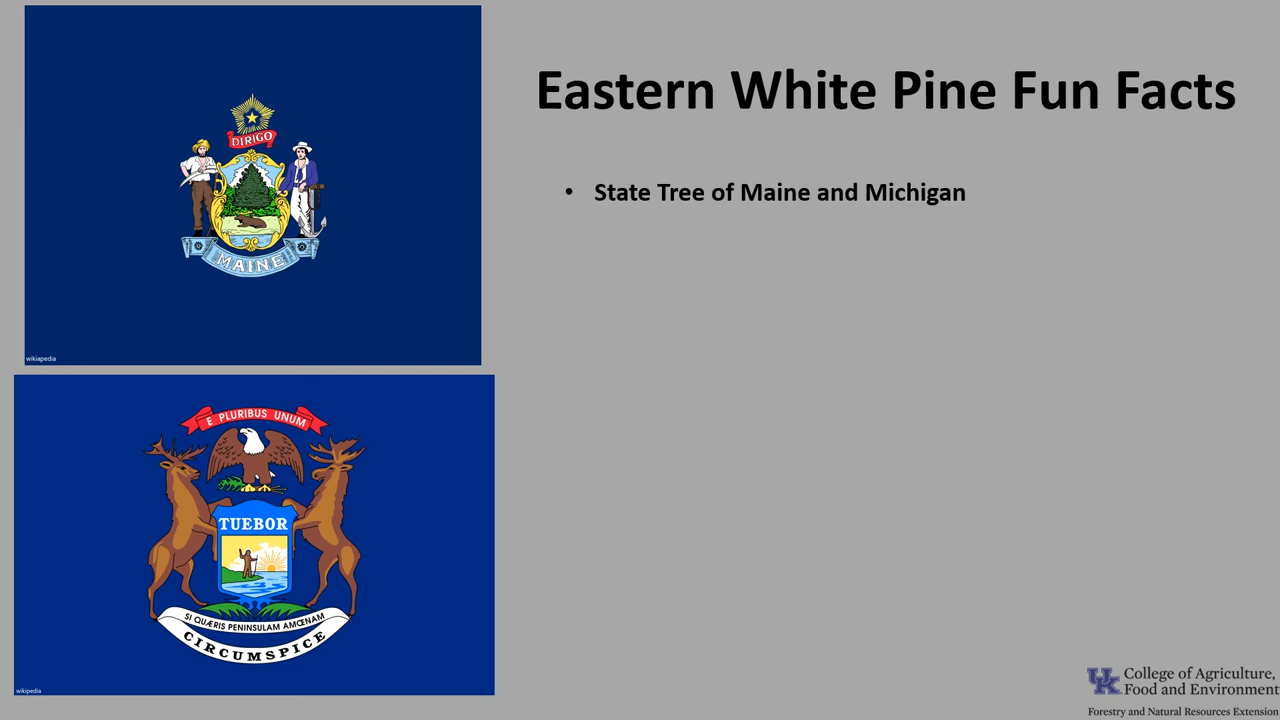 DIRIGO
MAINE
wikiapedia
E PLURIBUS UNUM
TUEBOR
SI QUÆRIS PENINSULAM AMŒNAM
CIRCUMSPICE
wikipedia
Eastern White Pine Fun Facts
• State Tree of Maine and Michigan
UK
College of Agriculture,
Food and Environment
Forestry and Natural Resources Extension